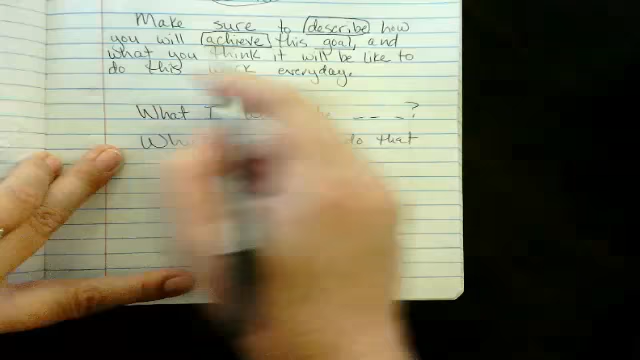 Make sure to describe how
you will achieve this goal, and
what you think it will be like to
do this work everyday.
What I ?
do that